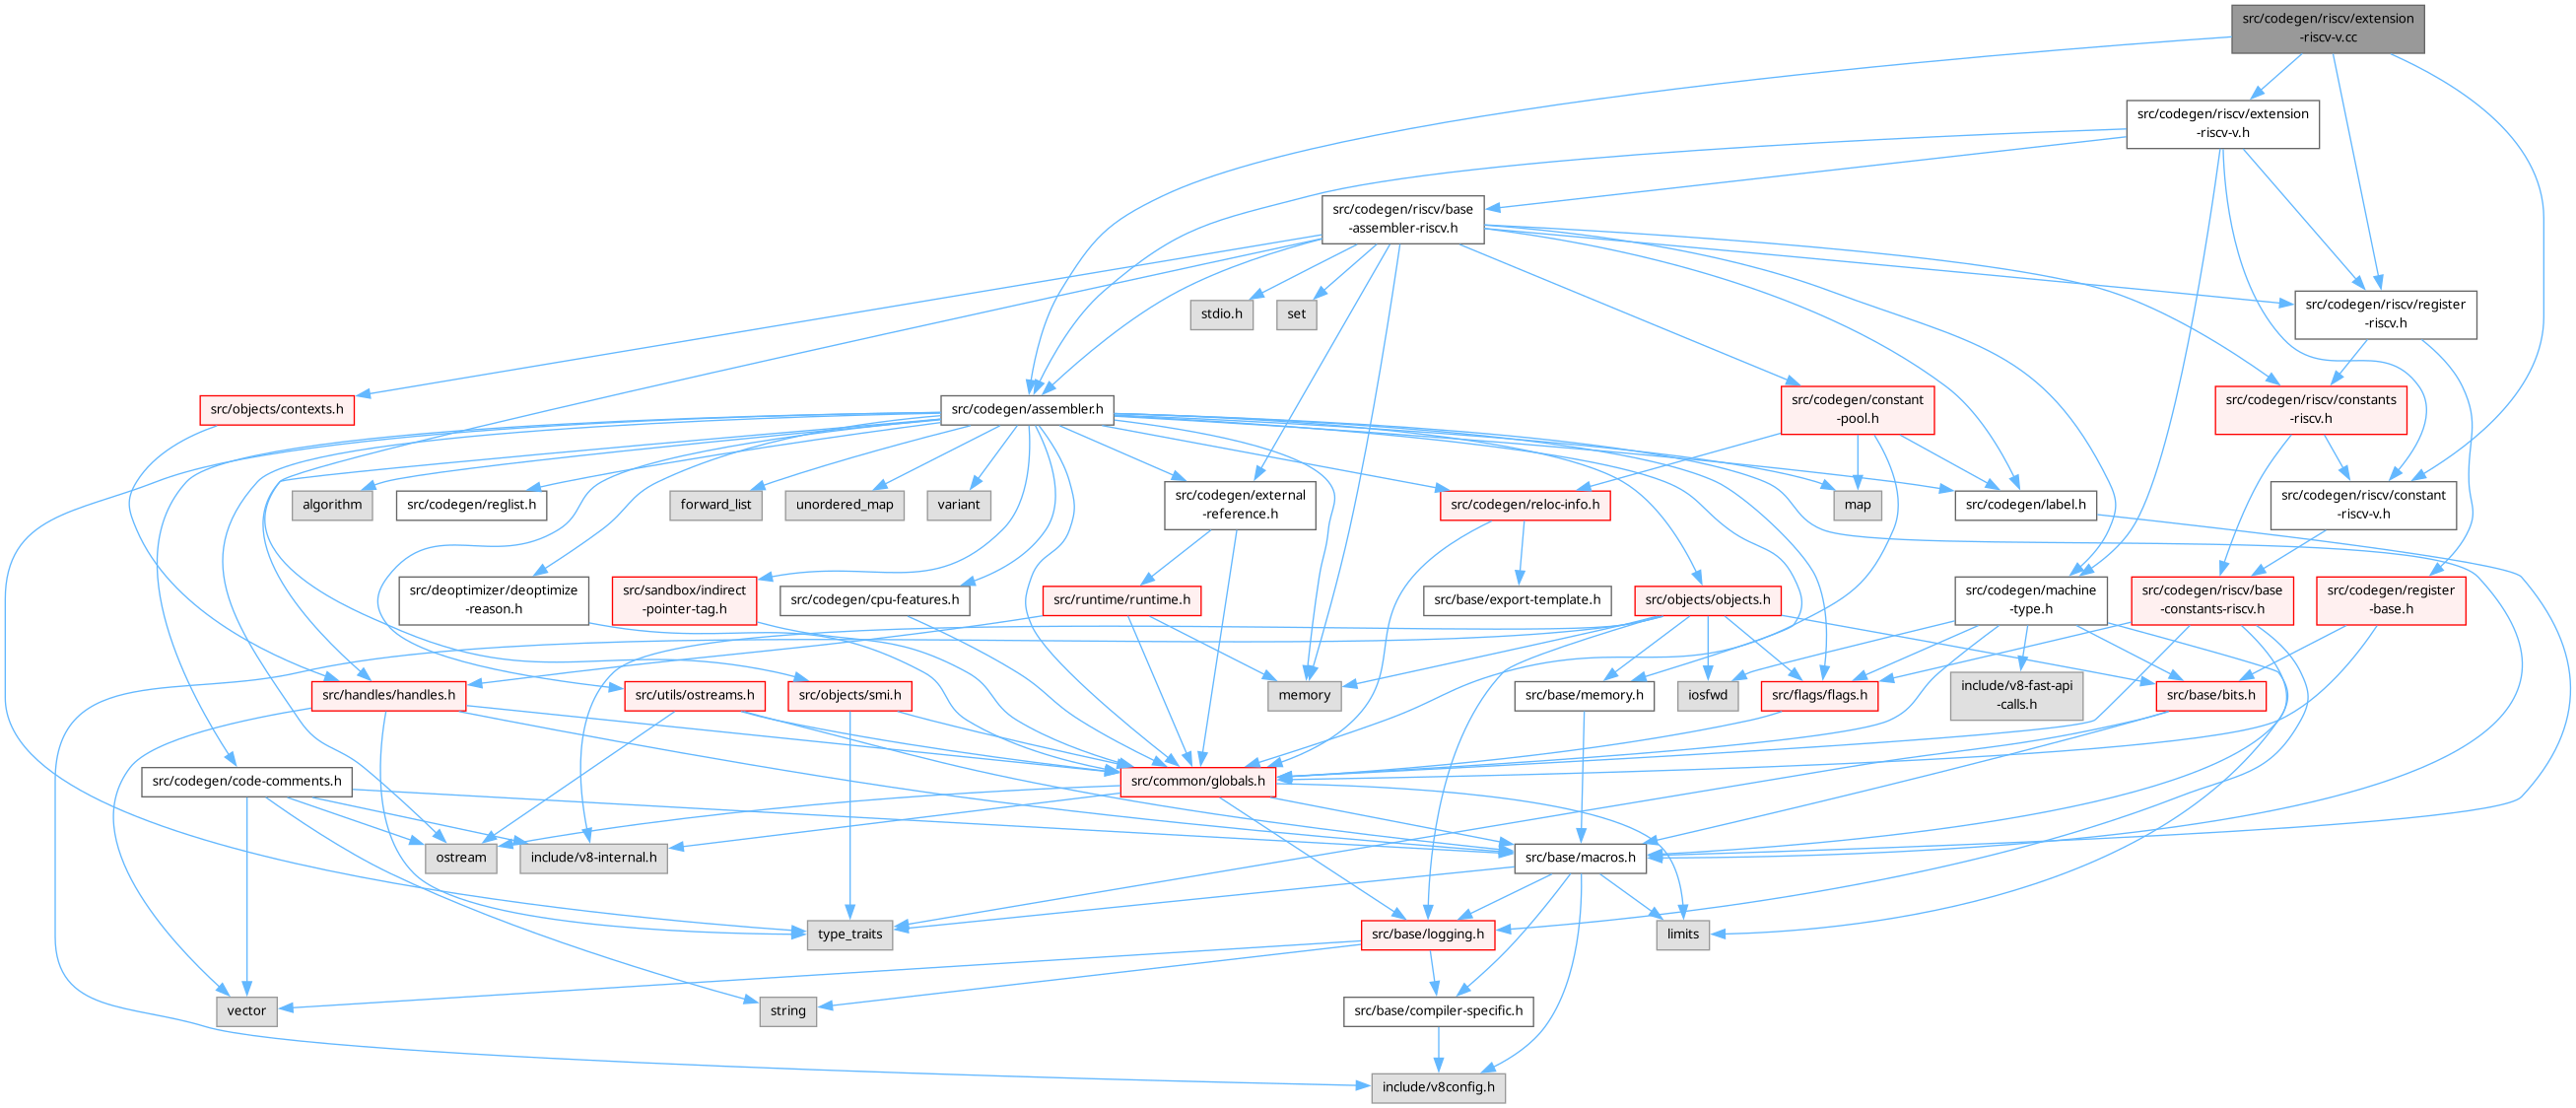 src/codegen/riscv/extension
-riscv-v.cc
src/codegen/riscv/extension
-riscv-v.h
src/codegen/riscv/base
-assembler-riscv.h
stdio.h
set
src/codegen/riscv/register
-riscv.h
src/objects/contexts.h
src/codegen/assembler.h
src/codegen/constant
-pool.h
src/codegen/riscv/constants
-riscv.h
algorithm
src/codegen/reglist.h
forward_list
unordered_map
variant
src/codegen/external
-reference.h
src/codegen/reloc-info.h
map
src/codegen/label.h
src/codegen/riscv/constant
-riscv-v.h
src/deoptimizer/deoptimize
-reason.h
src/sandbox/indirect
-pointer-tag.h
src/codegen/cpu-features.h
src/runtime/runtime.h
src/base/export-template.h
src/objects/objects.h
src/codegen/machine
-type.h
src/codegen/riscv/base
-constants-riscv.h
src/codegen/register
-base.h
src/handles/handles.h
src/utils/ostreams.h
src/objects/smi.h
memory
src/base/memory.h
iosfwd
src/flags/flags.h
include/v8-fast-api
-calls.h
src/base/bits.h
src/codegen/code-comments.h
src/common/globals.h
ostream
include/v8-internal.h
src/base/macros.h
type_traits
src/base/logging.h
limits
vector
string
src/base/compiler-specific.h
include/v8config.h